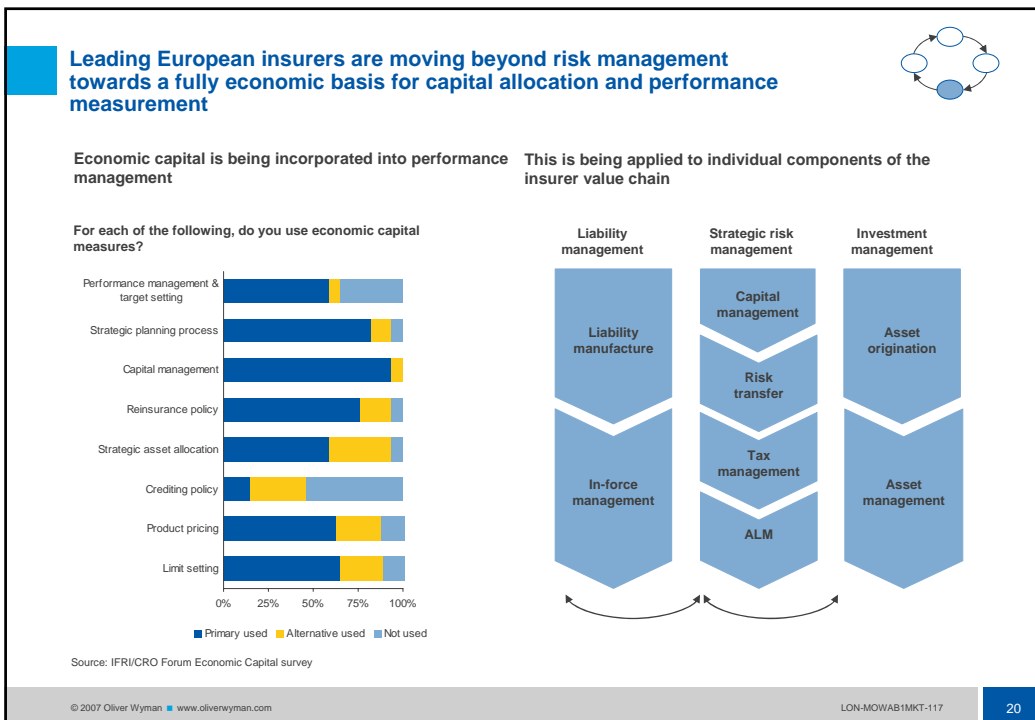 Leading European insurers are moving beyond risk management
towards a fully economic basis for capital allocation and performance
measurement
Economic capital is being incorporated into performance
management
For each of the following, do you use economic capital
measures?
Performance management &
target setting
Strategic planning process
Capital management
Reinsurance policy
Strategic asset allocation
Crediting policy
Product pricing
Limit setting
0% 25% 50% 75% 100%
Primary used Alternative used Not used
This is being applied to individual components of the
insurer value chain
Liability
management
Strategic risk
management
Investment
management
Liability
manufacture
In-force
management
Capital
management
Risk
transfer
Tax
management
ALM
Asset
origination
Asset
management
Source: IFRI/CRO Forum Economic Capital survey
© 2007 Oliver Wyman www.oliverwyman.com LON-MOWAB1MKT-117 20